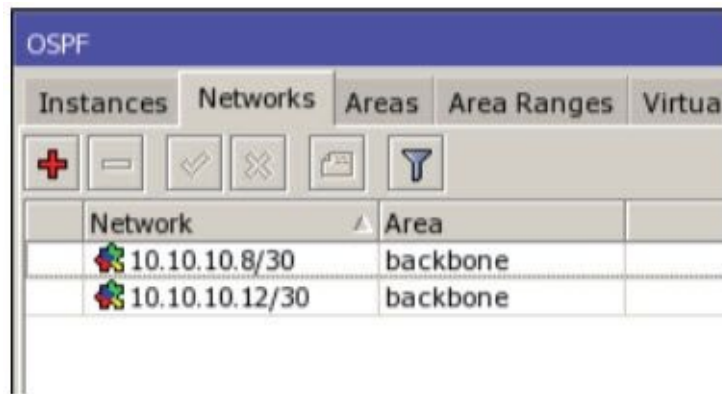 OSPF
Instances Networks Areas Area Ranges Virtua
Network Area
10.10.10.8/30 backbone
10.10.10.12/30 backbone